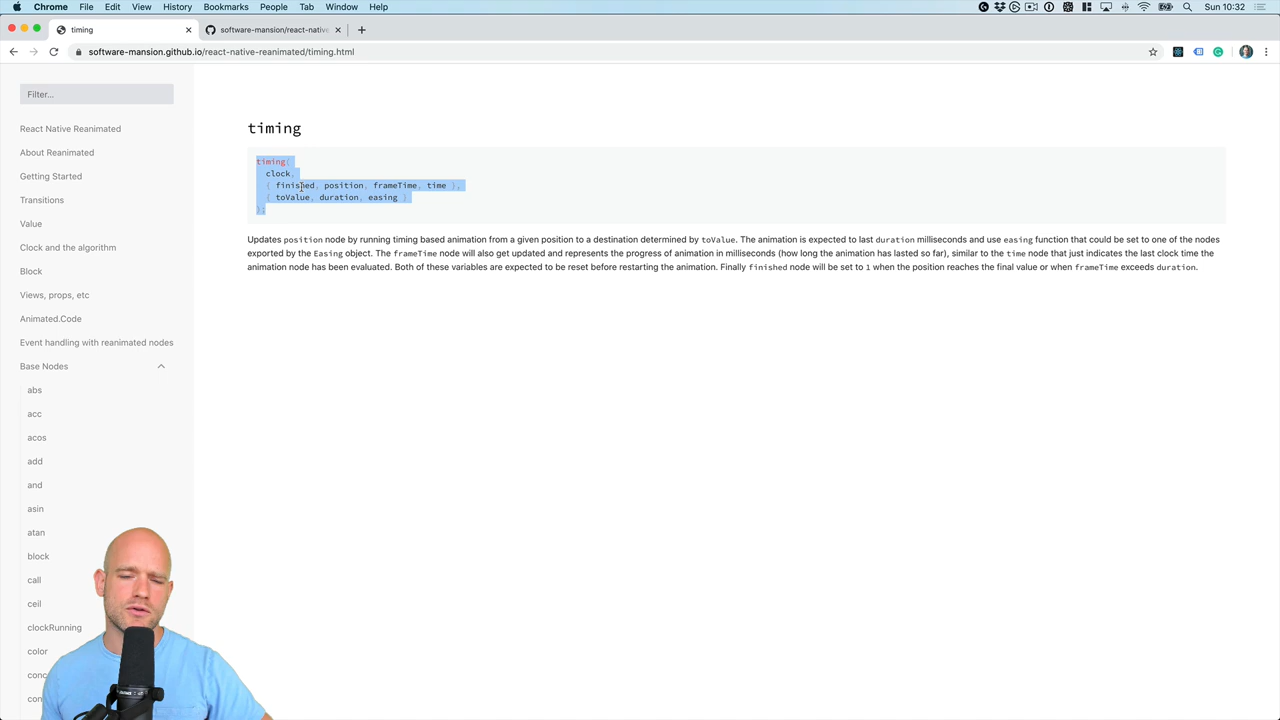 Chrome File Edit View History Bookmarks People Tab Window Help Sun 10:32
timing software-mansion/react-native
software-mansion.github.io/react-native-reanimated/timing.html
Filter...
React Native Reanimated
About Reanimated
Getting Started
Transitions
Value
Clock and the algorithm
Block
Views, props, etc
Animated.Code
Event handling with reanimated nodes
Base Nodes
abs
acc
acos
add
and
asin
atan
block
call
ceil
clockRunning
color
conc
con
timing
timing(
clock,
{ finished, position, frameTime, time },
{ toValue, duration, easing }
);
Updates position node by running timing based animation from a given position to a destination determined by toValue. The animation is expected to last duration milliseconds and use easing function that could be set to one of the nodes
exported by the Easing object. The frameTime node will also get updated and represents the progress of animation in milliseconds (how long the animation has lasted so far), similar to the time node that just indicates the last clock time the
animation node has been evaluated. Both of these variables are expected to be reset before restarting the animation. Finally finished node will be set to 1 when the position reaches the final value or when frameTime exceeds duration.